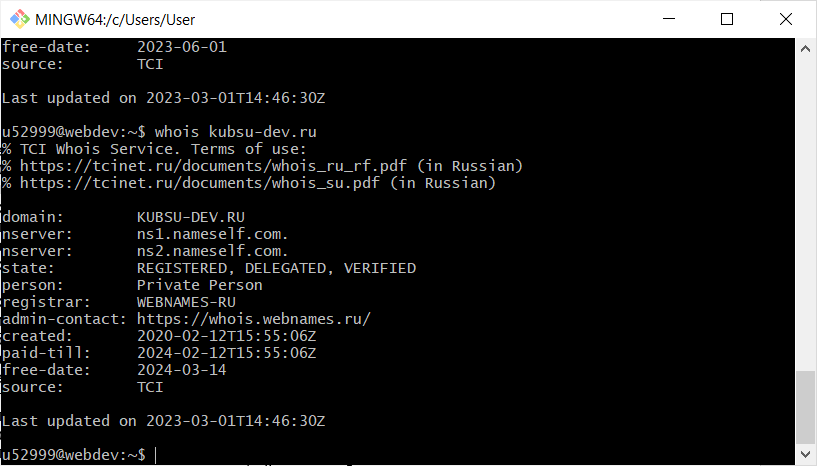 MINGW64:/c/Users/User
free-date:     2023-06-01
source:        TCI

Last updated on 2023-03-01T14:46:30Z

u52999@webdev:~$ whois kubsu-dev.ru
% TCI Whois Service. Terms of use:
% https://tcinet.ru/documents/whois_ru_rf.pdf (in Russian)
% https://tcinet.ru/documents/whois_su.pdf (in Russian)

domain:        KUBSU-DEV.RU
nserver:       ns1.nameself.com.
nserver:       ns2.nameself.com.
state:         REGISTERED, DELEGATED, VERIFIED
person:        Private Person
registrar:     WEBNAMES-RU
admin-contact: https://whois.webnames.ru/
created:       2020-02-12T15:55:06Z
paid-till:     2024-02-12T15:55:06Z
free-date:     2024-03-14
source:        TCI

Last updated on 2023-03-01T14:46:30Z

u52999@webdev:~$